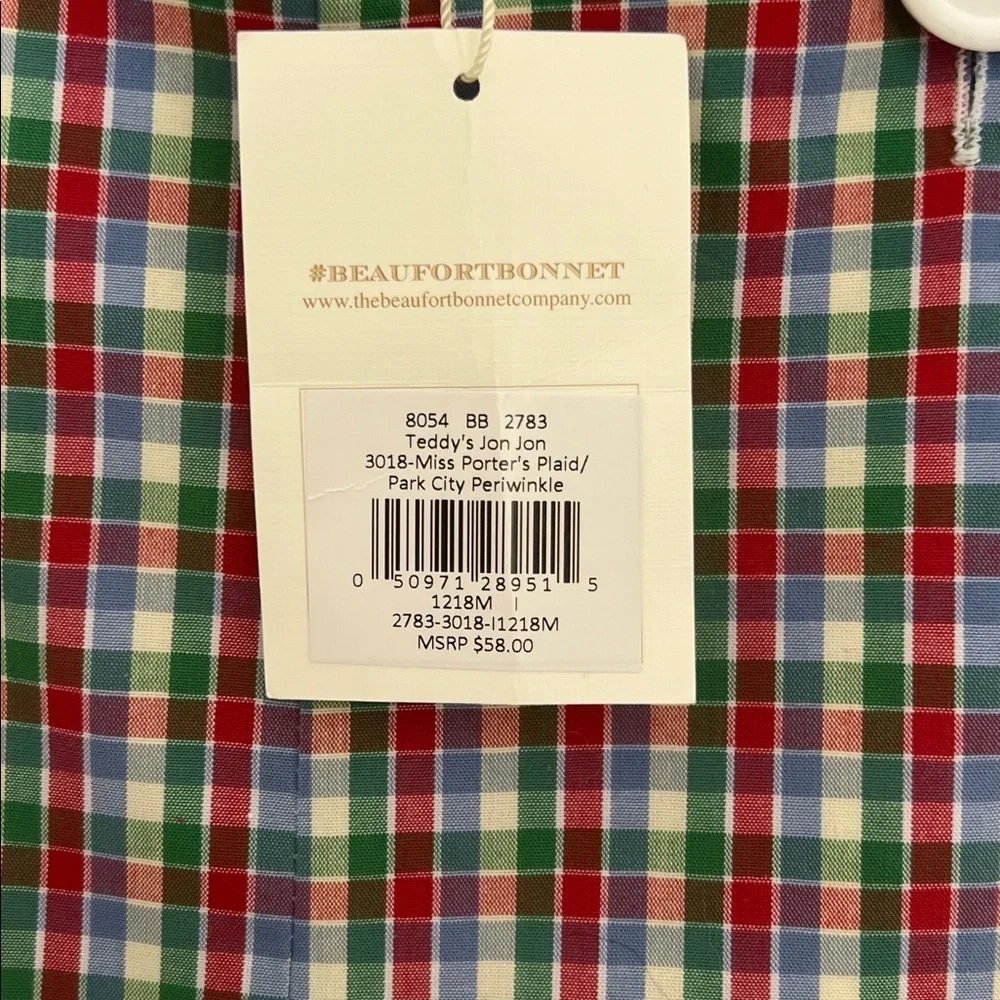 #BEAUFORTBONNET
www.thebeaufortbonnetcompany.com
8054 BB 2783
Teddy's Jon Jon
3018-Miss Porter's Plaid/
Park City Periwinkle
0 50971 28951 5
1218M I
2783-3018-I1218M
MSRP $58.00